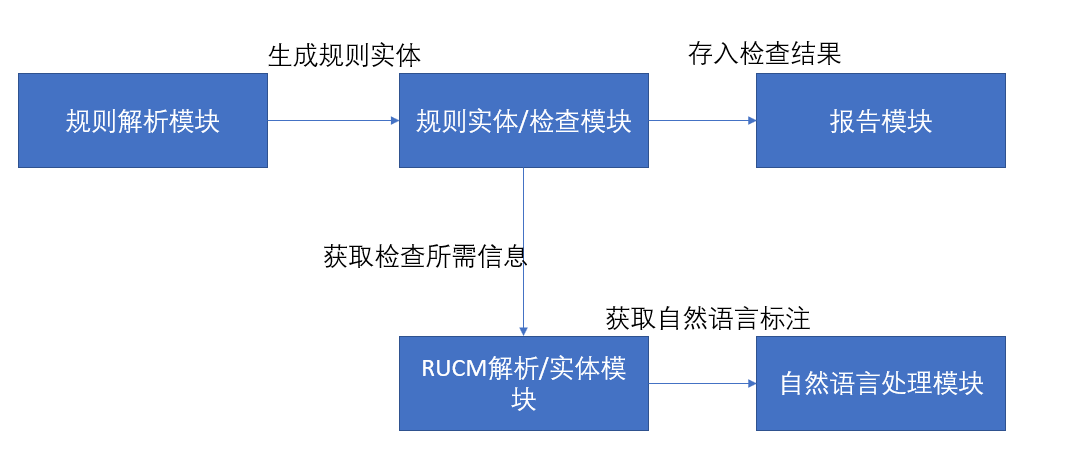 生成规则实体
存入检查结果
规则解析模块
规则实体/检查模块
报告模块
获取检查所需信息
获取自然语言标注
RUCM解析/实体模
块
自然语言处理模块